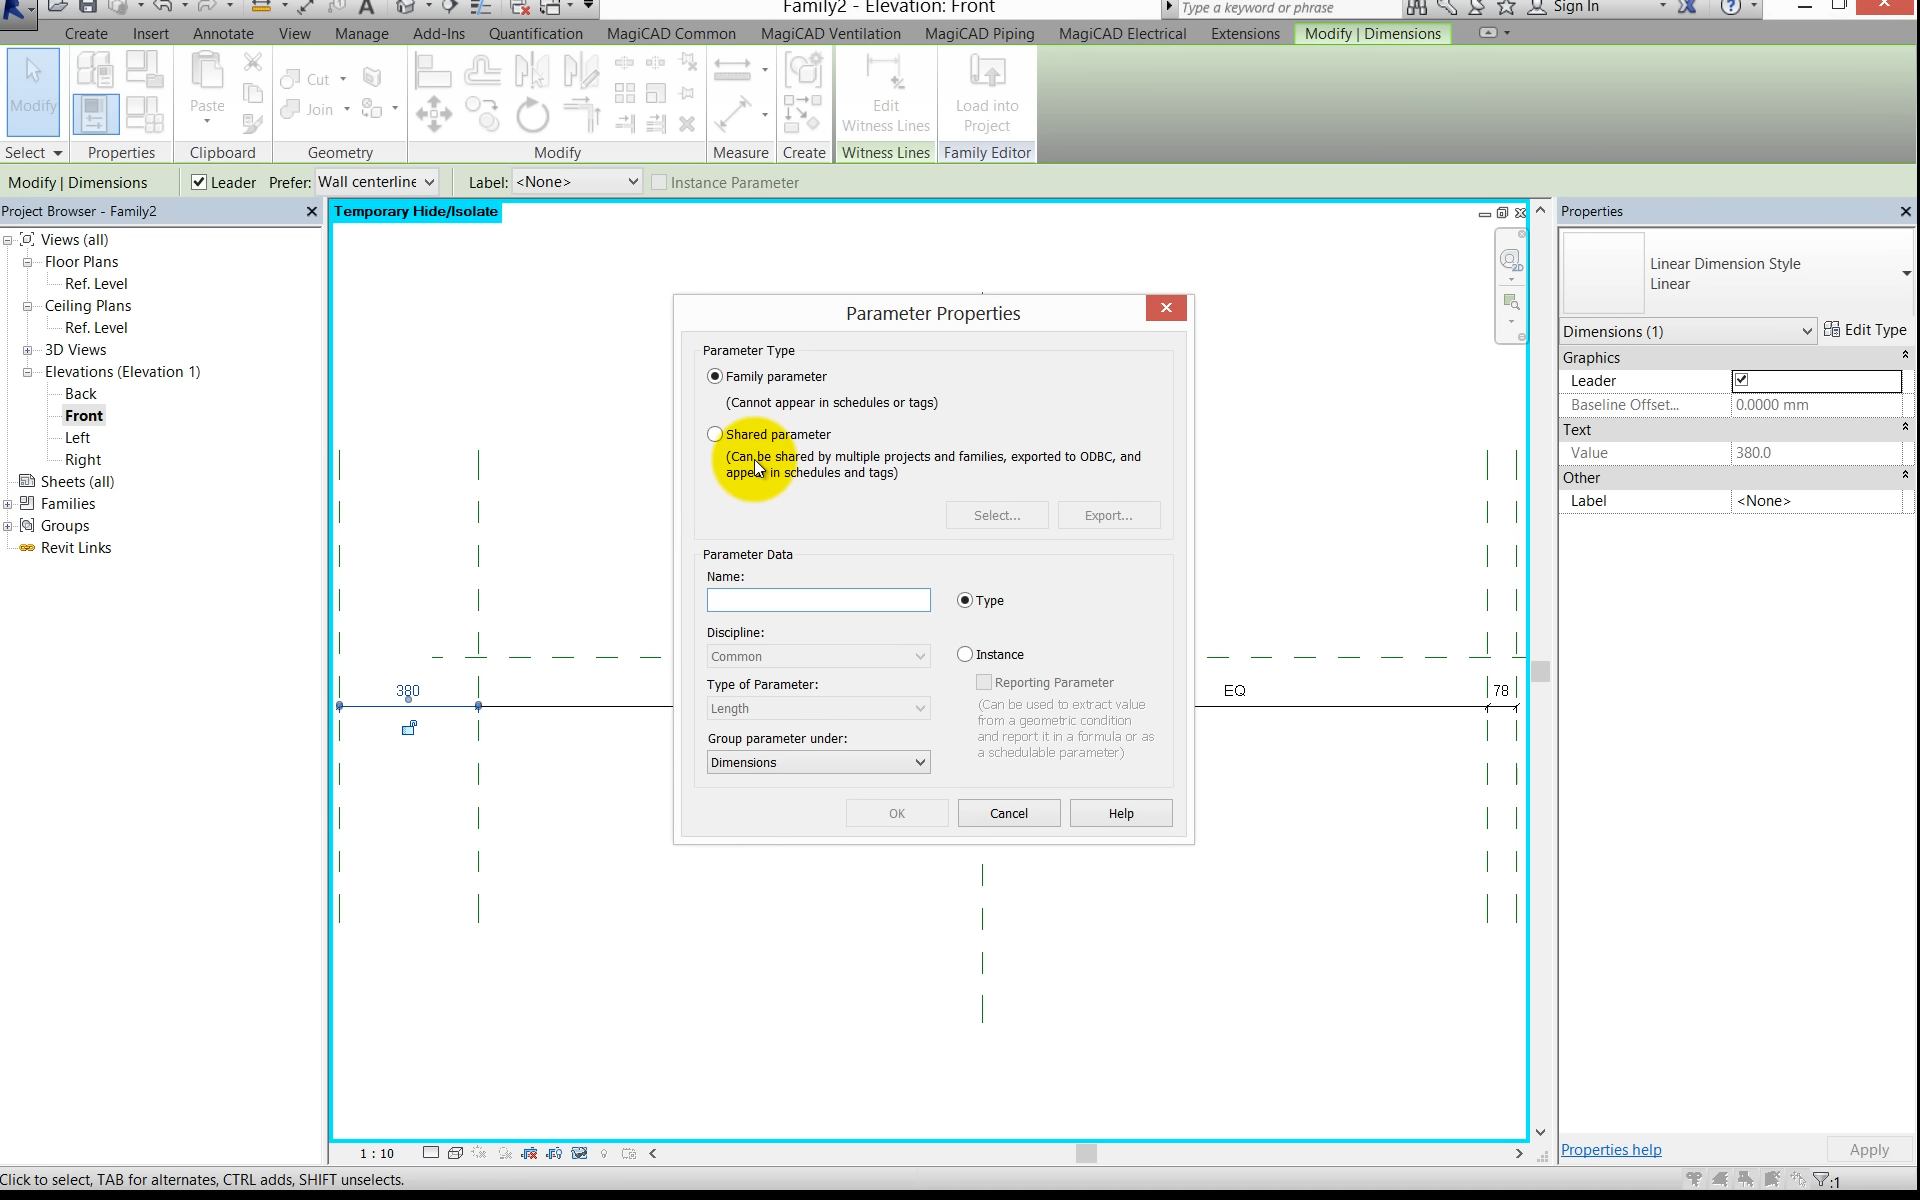 Family2 - Elevation: Front
Type a keyword or phrase
Sign In
Create Insert Annotate View Manage Add-Ins Quantification MagiCAD Common MagiCAD Ventilation MagiCAD Piping MagiCAD Electrical Extensions Modify | Dimensions
Modify
Paste
Cut
Join
Edit
Witness Lines
Load into
Project
Select Properties Clipboard Geometry Modify Measure Create Witness Lines Family Editor
Modify | Dimensions Leader Prefer: Wall centerline Label: <None> Instance Parameter
Project Browser - Family2
Views (all)
Floor Plans
Ref. Level
Ceiling Plans
Ref. Level
3D Views
Elevations (Elevation 1)
Back
Front
Left
Right
Sheets (all)
Families
Groups
Revit Links
Temporary Hide/Isolate
2D
380
EQ
78
Parameter Properties
Parameter Type
Family parameter
(Cannot appear in schedules or tags)
Shared parameter
(Can be shared by multiple projects and families, exported to ODBC, and
appear in schedules and tags)
Select... Export...
Parameter Data
Name:
Type
Discipline:
Common
Instance
Type of Parameter:
Reporting Parameter
Length
(Can be used to extract value
from a geometric condition
and report it in a formula or as
a schedulable parameter)
Group parameter under:
Dimensions
OK Cancel Help
Properties
Linear Dimension Style
Linear
Dimensions (1) Edit Type
Graphics
Leader
Baseline Offset... 0.0000 mm
Text
Value 380.0
Other
Label <None>
Properties help Apply
1 : 10
Click to select, TAB for alternates, CTRL adds, SHIFT unselects.
:1